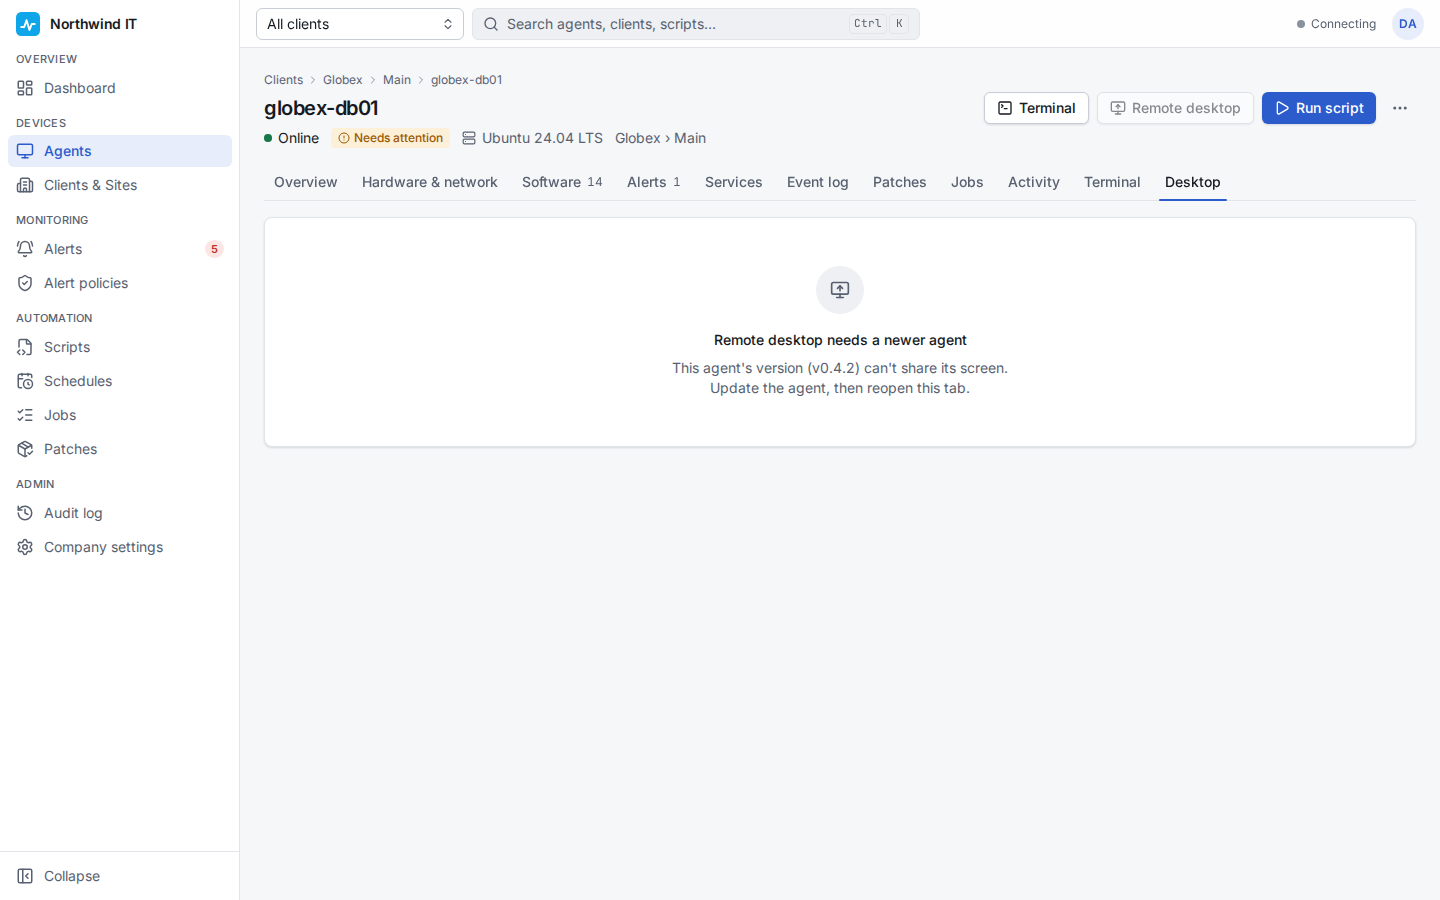 Northwind IT
All clients
Search agents, clients, scripts...
Ctrl K
Connecting
DA
OVERVIEW
Dashboard
DEVICES
Agents
Clients & Sites
MONITORING
Alerts 5
Alert policies
AUTOMATION
Scripts
Schedules
Jobs
Patches
ADMIN
Audit log
Company settings
Collapse
Clients > Globex > Main > globex-db01
globex-db01
Online Needs attention Ubuntu 24.04 LTS Globex › Main
Terminal Remote desktop Run script
Overview Hardware & network Software 14 Alerts 1 Services Event log Patches Jobs Activity Terminal Desktop
Remote desktop needs a newer agent
This agent's version (v0.4.2) can't share its screen.
Update the agent, then reopen this tab.